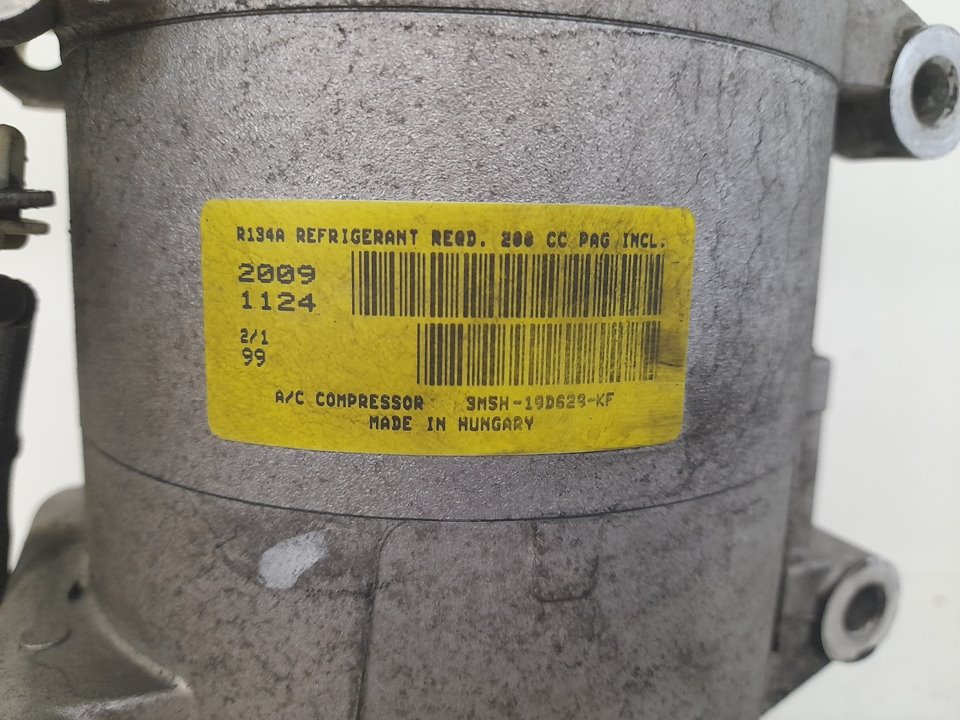 R134A REFRIGERANT REQD. 200 CC PAG INCL.
2009
1124
2/1
99
A/C COMPRESSOR 3M5H-19D629-KF
MADE IN HUNGARY